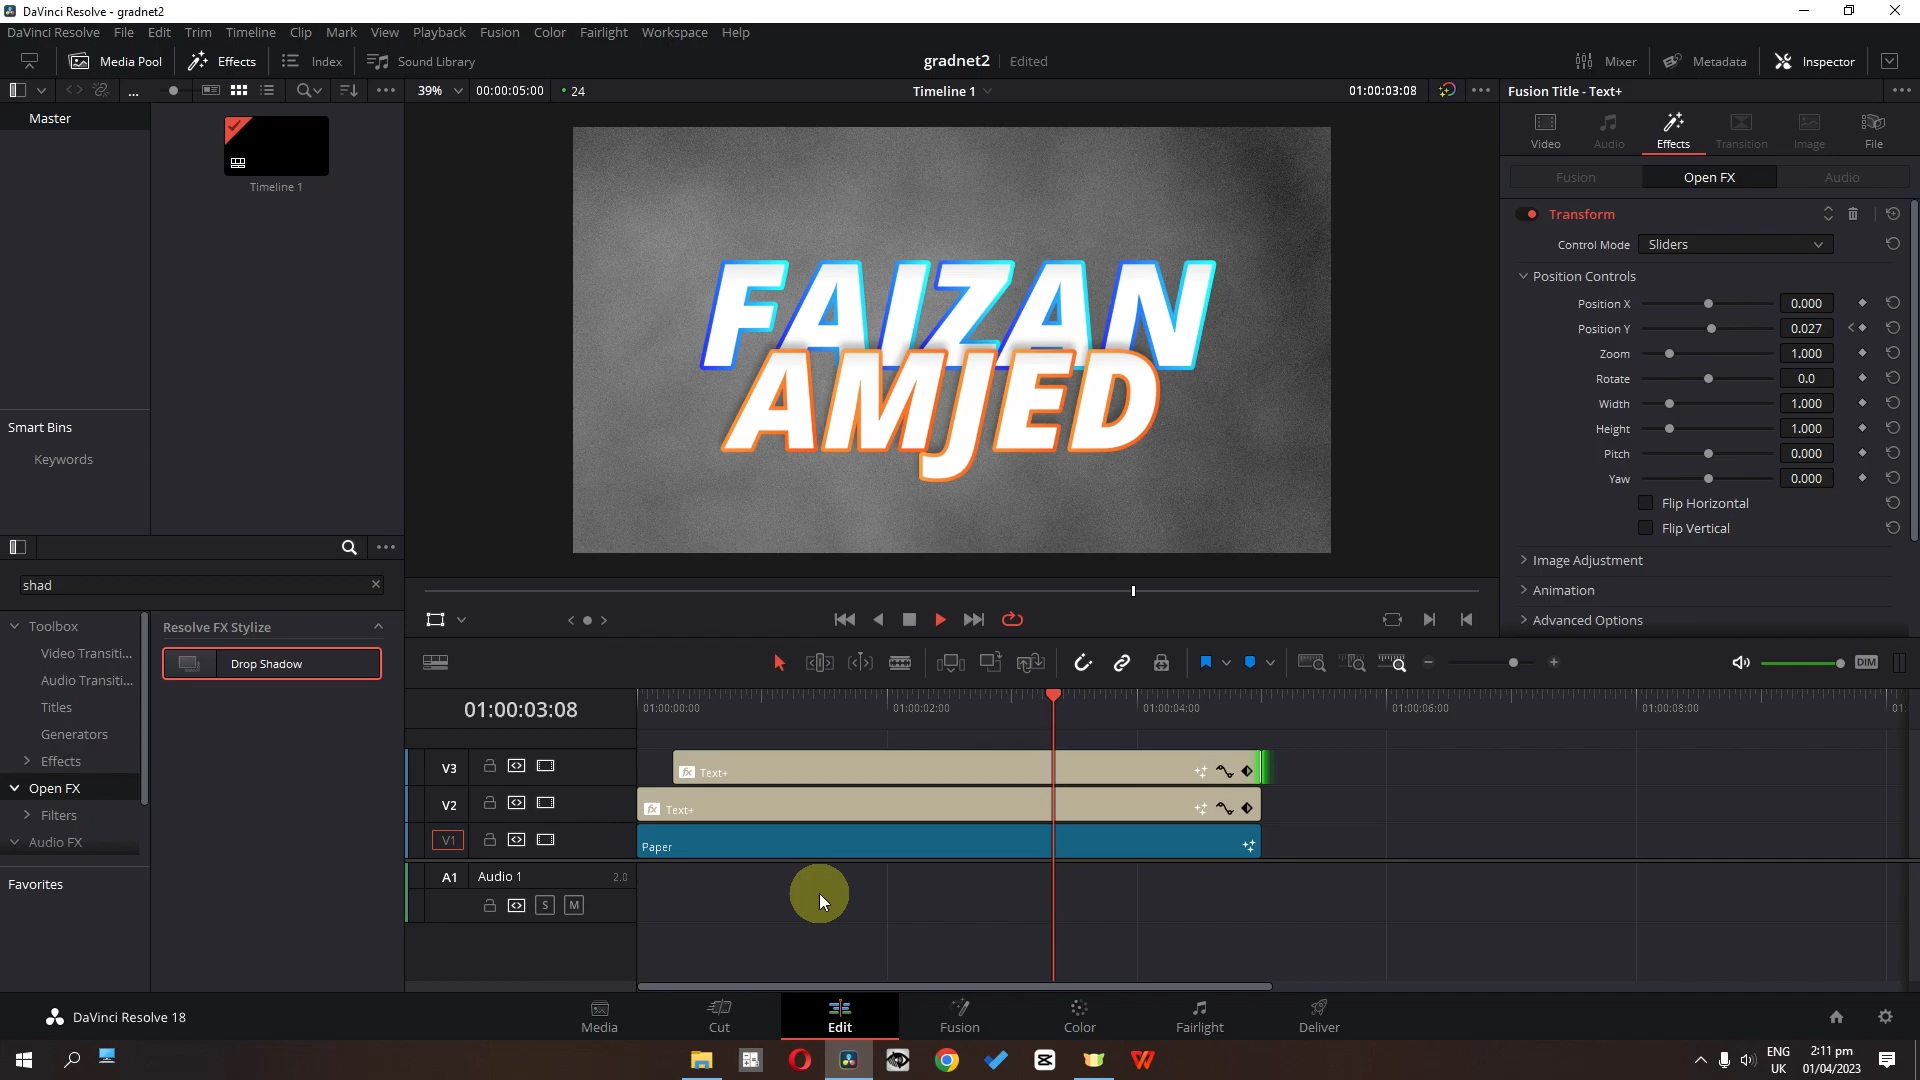 DaVinci Resolve - gradnet2
DaVinci Resolve File Edit Trim Timeline Clip Mark View Playback Fusion Color Fairlight Workspace Help
Media Pool Effects Index Sound Library gradnet2 Edited Mixer Metadata Inspector
... 39% 00:00:05:00 • 24 Timeline 1 01:00:03:08 Fusion Title - Text+
Master
Timeline 1
Smart Bins
Keywords
shad
Toolbox
Video Transiti...
Audio Transiti...
Titles
Generators
Effects
Open FX
Filters
Audio FX
Favorites
Resolve FX Stylize
Drop Shadow
FAIZAN
AMJED
Video Audio Effects Transition Image File
Fusion Open FX Audio
Transform
Control Mode Sliders
Position Controls
Position X 0.000
Position Y 0.027
Zoom 1.000
Rotate 0.0
Width 1.000
Height 1.000
Pitch 0.000
Yaw 0.000
Flip Horizontal
Flip Vertical
Image Adjustment
Animation
Advanced Options
DIM
01:00:03:08 01:00:00:00 01:00:02:00 01:00:04:00 01:00:06:00 01:00:08:00 01:
V3 fx Text+
V2 fx Text+
V1 Paper
A1 Audio 1 2.0
S M
DaVinci Resolve 18 Media Cut Edit Fusion Color Fairlight Deliver
ENG
UK
2:11 pm
01/04/2023